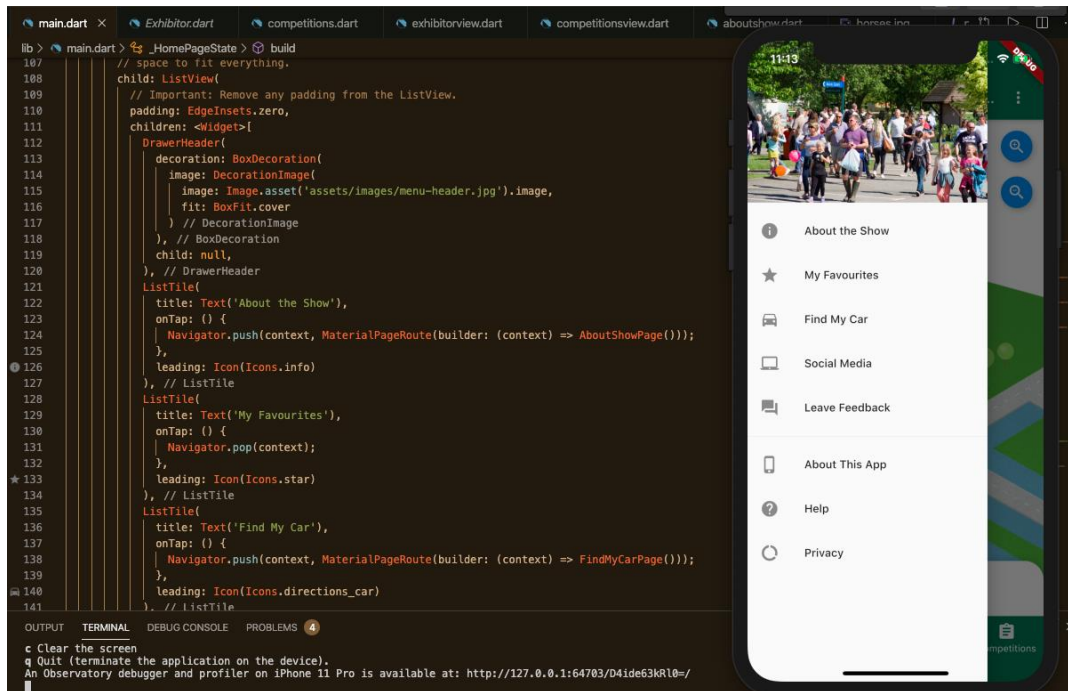 main.dart × Exhibitor.dart competitions.dart exhibitorview.dart competitionsview.dart aboutshow.dart
lib > main.dart > _HomePageState > build
107 // space to fit everything.
108 child: ListView(
109 // Important: Remove any padding from the ListView.
110 padding: EdgeInsets.zero,
111 children: <Widget>[
112 DrawerHeader(
113 decoration: BoxDecoration(
114 image: DecorationImage(
115 image: Image.asset('assets/images/menu-header.jpg').image,
116 fit: BoxFit.cover
117 ) // DecorationImage
118 ), // BoxDecoration
119 child: null,
120 ), // DrawerHeader
121 ListTile(
122 title: Text('About the Show'),
123 onTap: () {
124 Navigator.push(context, MaterialPageRoute(builder: (context) => AboutShowPage()));
125 },
126 leading: Icon(Icons.info)
127 ), // ListTile
128 ListTile(
129 title: Text('My Favourites'),
130 onTap: () {
131 Navigator.pop(context);
132 },
133 leading: Icon(Icons.star)
134 ), // ListTile
135 ListTile(
136 title: Text('Find My Car'),
137 onTap: () {
138 Navigator.push(context, MaterialPageRoute(builder: (context) => FindMyCarPage()));
139 },
140 leading: Icon(Icons.directions_car)
141 ), // ListTile
OUTPUT TERMINAL DEBUG CONSOLE PROBLEMS 4
c Clear the screen
q Quit (terminate the application on the device).
An Observatory debugger and profiler on iPhone 11 Pro is available at: http://127.0.0.1:64703/D4ide63kRl0=/
11:13
About the Show
My Favourites
Find My Car
Social Media
Leave Feedback
About This App
Help
Privacy
mpetitions